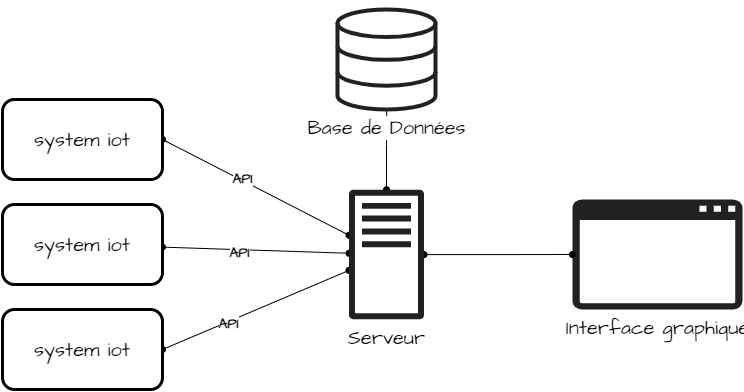 Base de Données
system iot
API
system iot
API
system iot
API
Serveur
Interface graphique